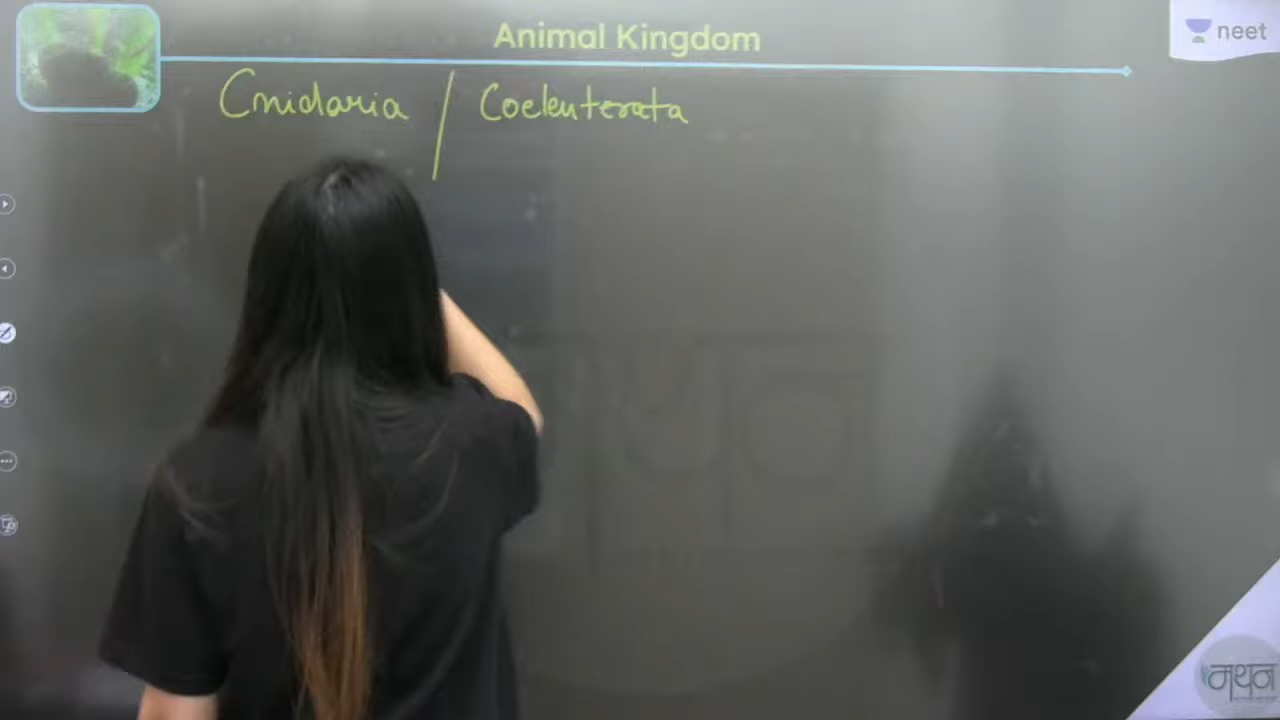 Animal Kingdom
neet
Cnidaria / Coelenterata
मंथन